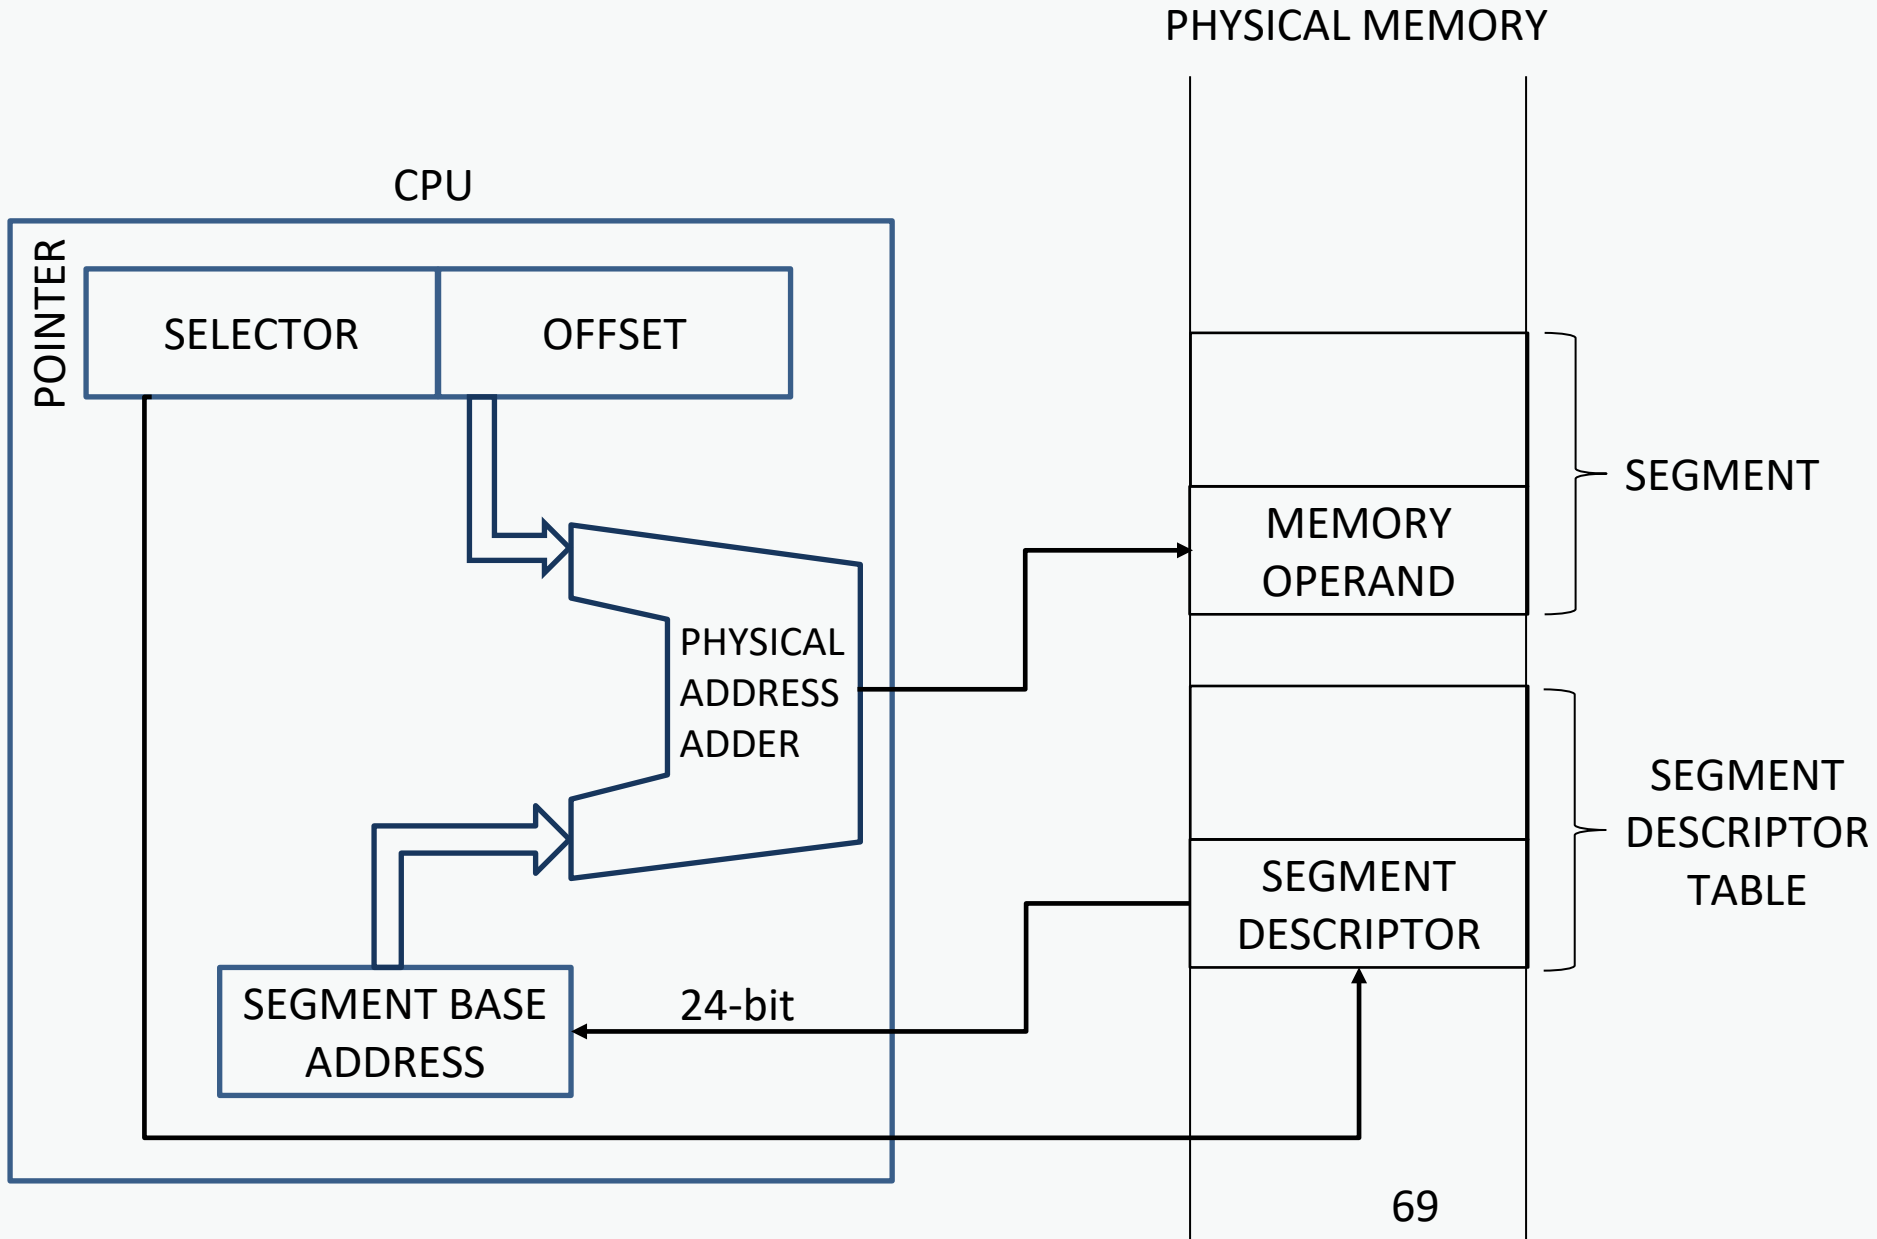 PHYSICAL MEMORY
CPU
POINTER
SELECTOR
OFFSET
SEGMENT
MEMORY
OPERAND
PHYSICAL
ADDRESS
ADDER
SEGMENT
DESCRIPTOR
TABLE
SEGMENT
DESCRIPTOR
SEGMENT BASE
ADDRESS
24-bit
69